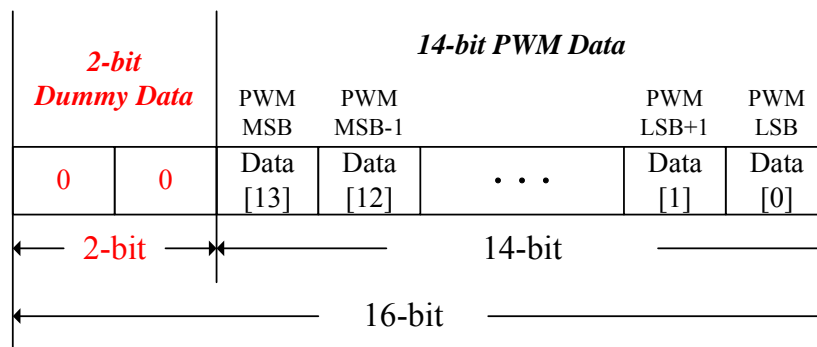 2-bit
Dummy Data
14-bit PWM Data
PWM MSB
PWM MSB-1
PWM LSB+1
PWM LSB
0 0 Data [13] Data [12] . . . Data [1] Data [0]
2-bit 14-bit
16-bit